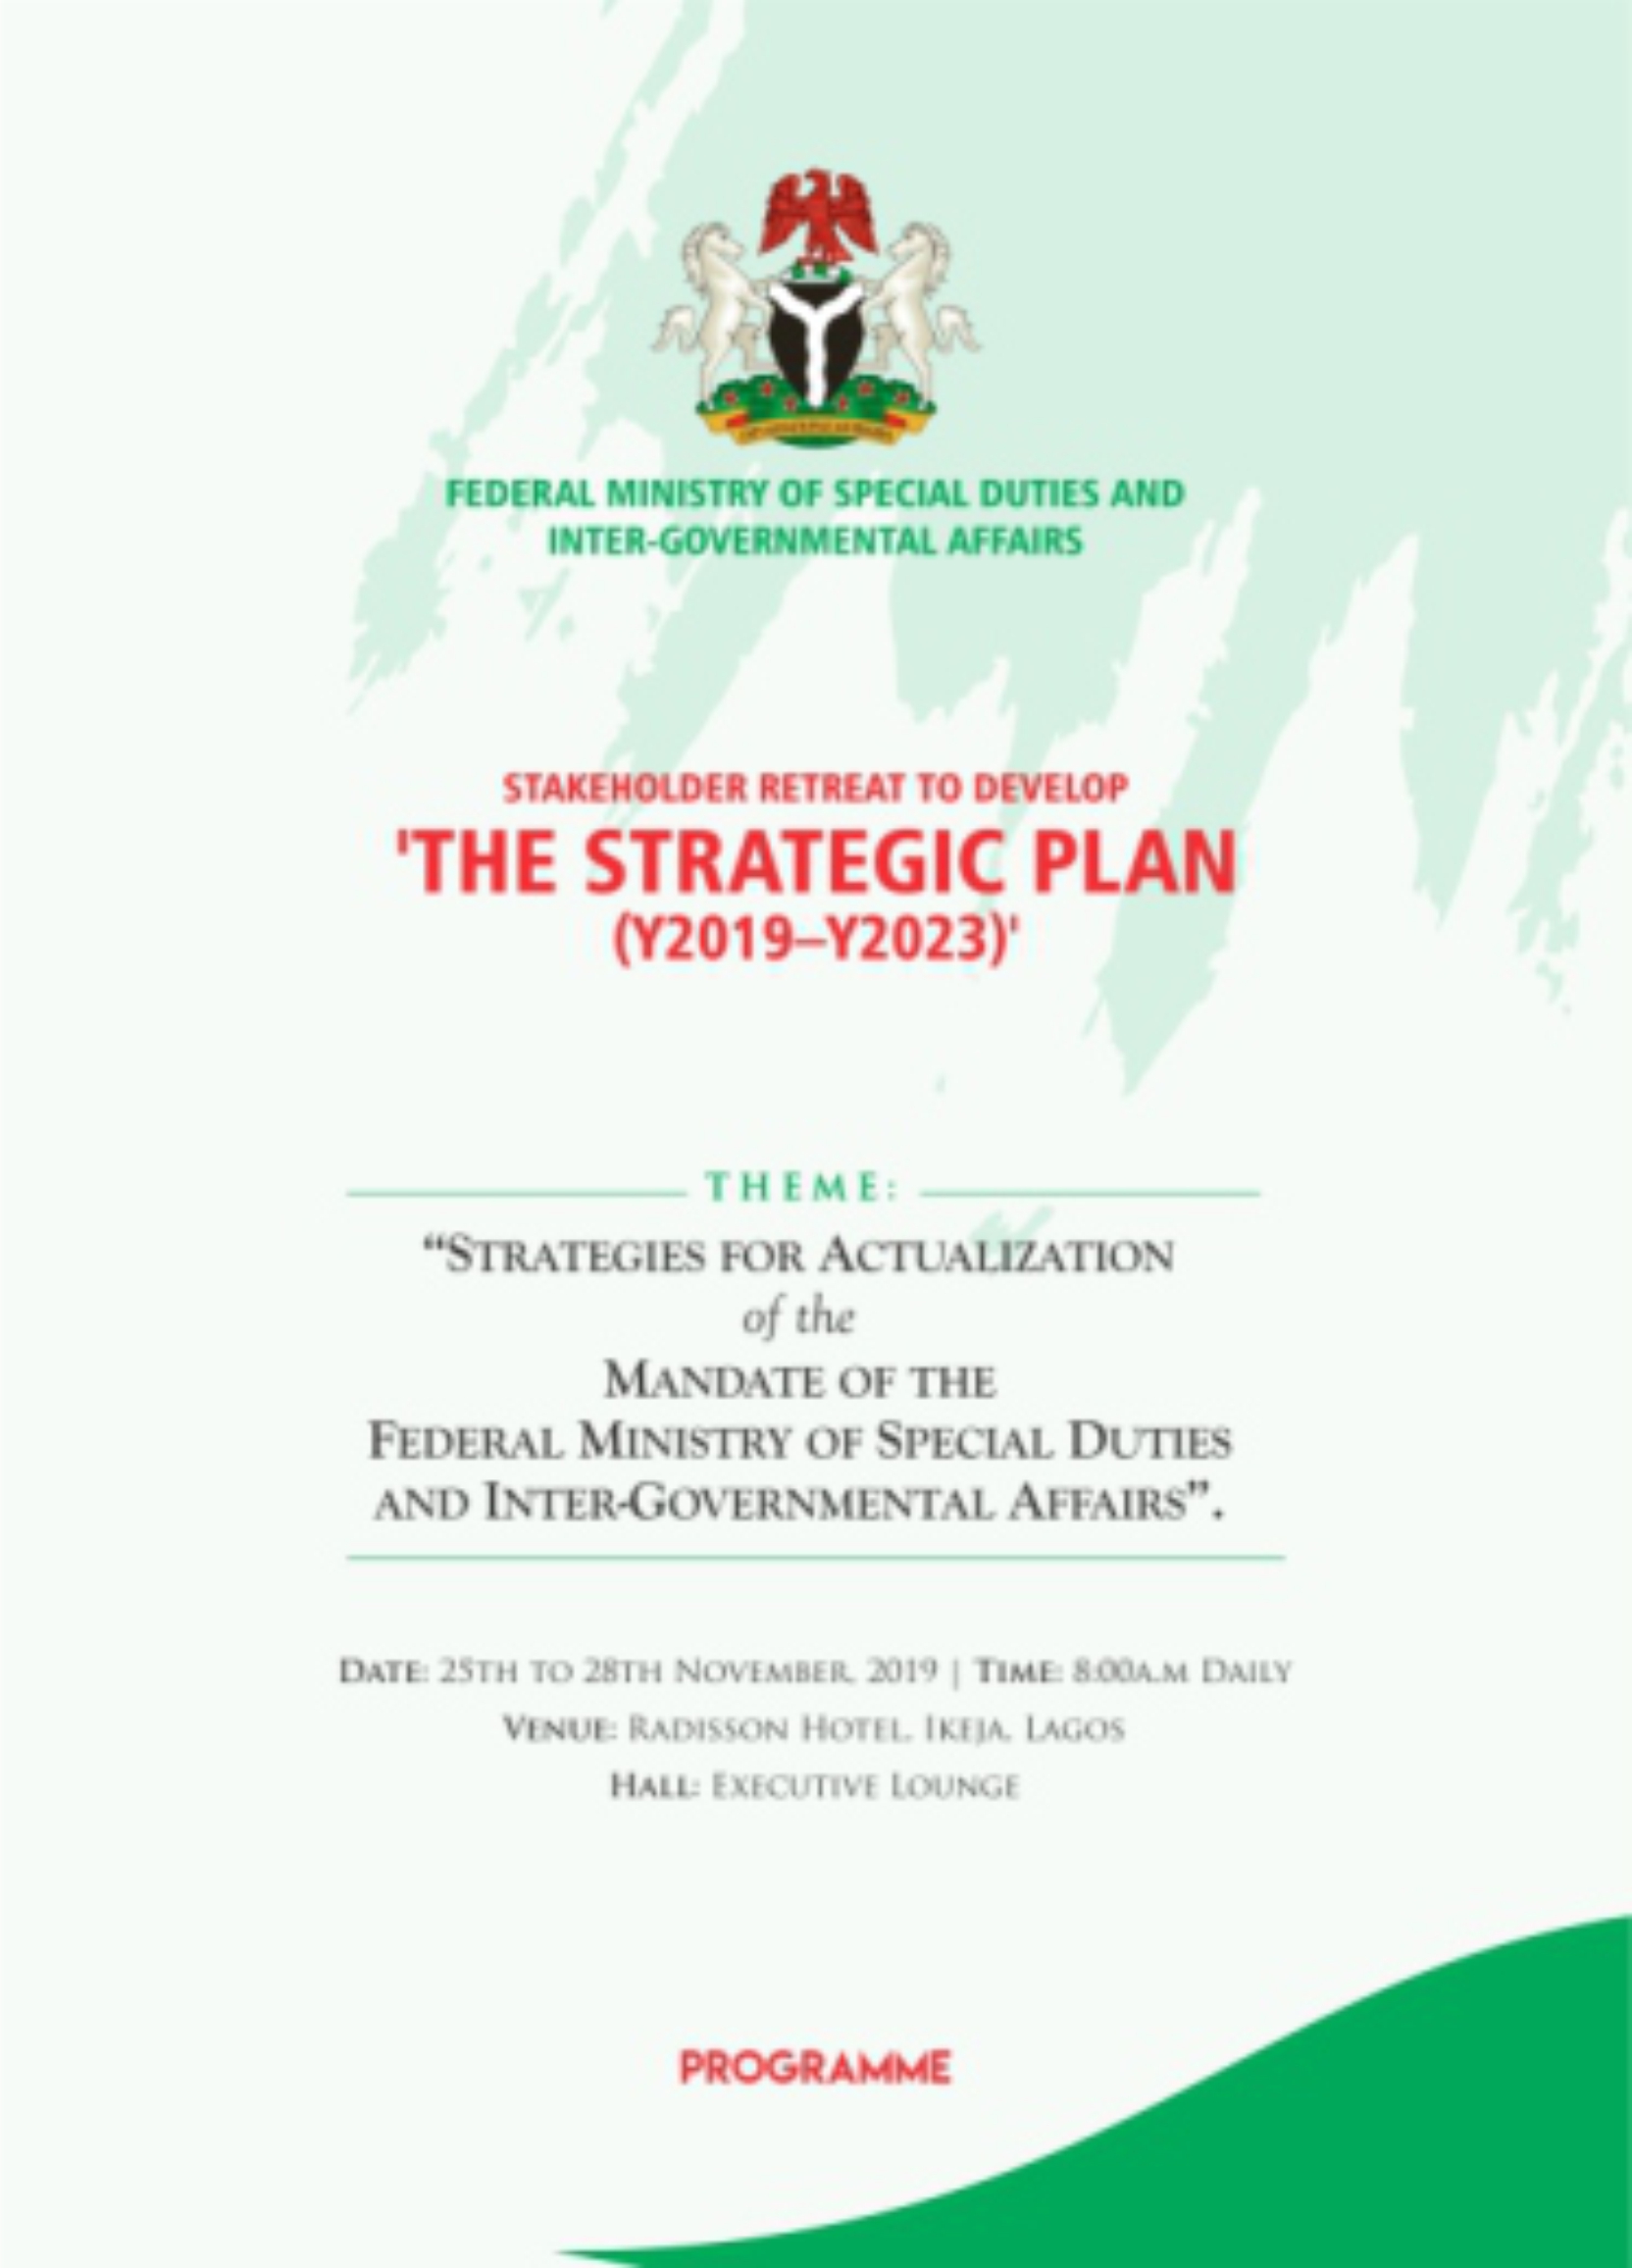 FEDERAL MINISTRY OF SPECIAL DUTIES AND
INTER-GOVERNMENTAL AFFAIRS
STAKEHOLDER RETREAT TO DEVELOP
'THE STRATEGIC PLAN
(Y2019–Y2023)'
THEME:
“STRATEGIES FOR ACTUALIZATION
of the
MANDATE OF THE
FEDERAL MINISTRY OF SPECIAL DUTIES
AND INTER-GOVERNMENTAL AFFAIRS”.
DATE: 25TH TO 28TH NOVEMBER, 2019 | TIME: 8:00A.M DAILY
VENUE: RADISSON HOTEL, IKEJA, LAGOS
HALL: EXECUTIVE LOUNGE
PROGRAMME